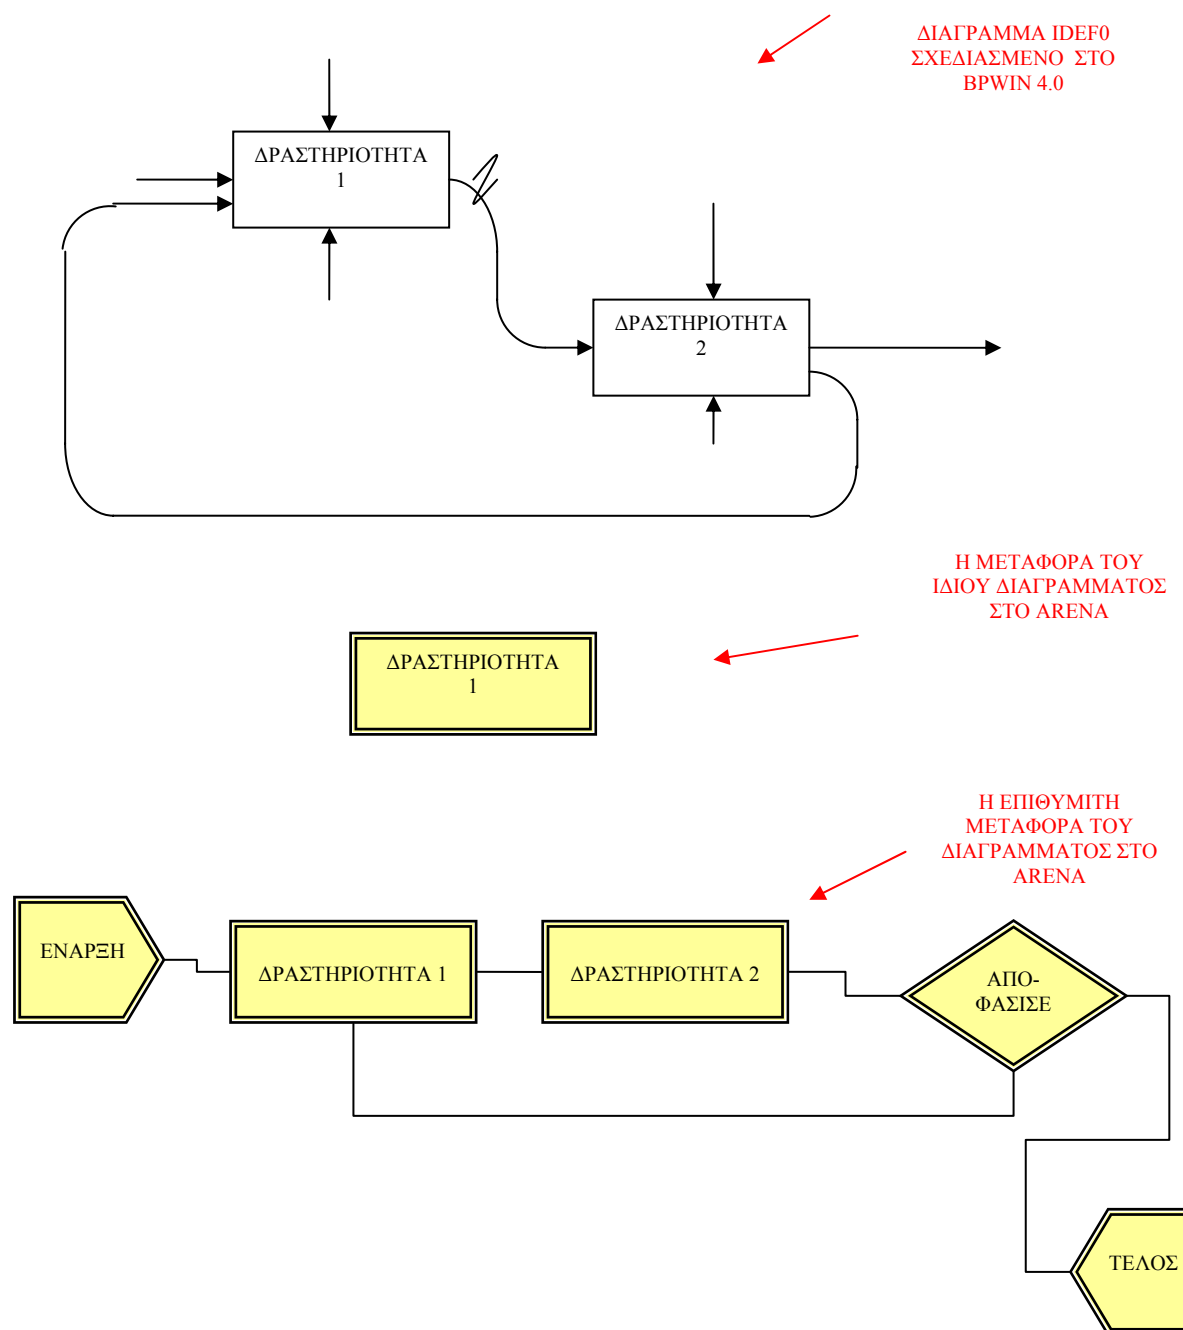 ΔΙΑΓΡΑΜΜΑ IDEF0
ΣΧΕΔΙΑΣΜΕΝΟ ΣΤΟ
BPWIN 4.0
ΔΡΑΣΤΗΡΙΟΤΗΤΑ
1
ΔΡΑΣΤΗΡΙΟΤΗΤΑ
2
Η ΜΕΤΑΦΟΡΑ ΤΟΥ
ΙΔΙΟΥ ΔΙΑΓΡΑΜΜΑΤΟΣ
ΣΤΟ ARENA
ΔΡΑΣΤΗΡΙΟΤΗΤΑ
1
Η ΕΠΙΘΥΜΙΤΗ
ΜΕΤΑΦΟΡΑ ΤΟΥ
ΔΙΑΓΡΑΜΜΑΤΟΣ ΣΤΟ
ARENA
ΕΝΑΡΞΗ
ΔΡΑΣΤΗΡΙΟΤΗΤΑ 1
ΔΡΑΣΤΗΡΙΟΤΗΤΑ 2
ΑΠΟ-
ΦΑΣΙΣΕ
ΤΕΛΟΣ